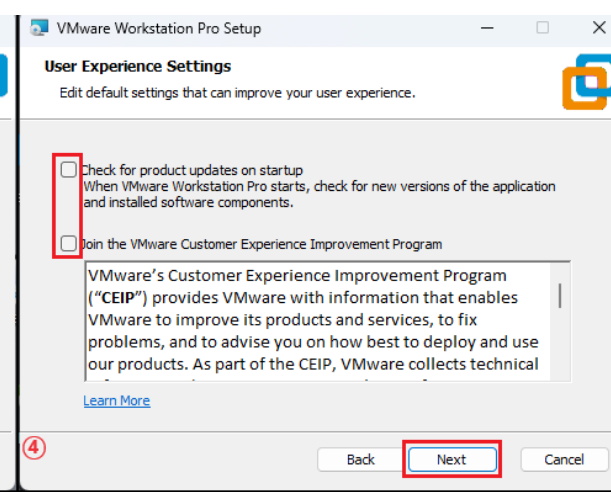 VMware Workstation Pro Setup
User Experience Settings
Edit default settings that can improve your user experience.
Check for product updates on startup
When VMware Workstation Pro starts, check for new versions of the application
and installed software components.
Join the VMware Customer Experience Improvement Program
VMware's Customer Experience Improvement Program
("CEIP") provides VMware with information that enables
VMware to improve its products and services, to fix
problems, and to advise you on how best to deploy and use
our products. As part of the CEIP, VMware collects technical
Learn More
④
Back Next Cancel